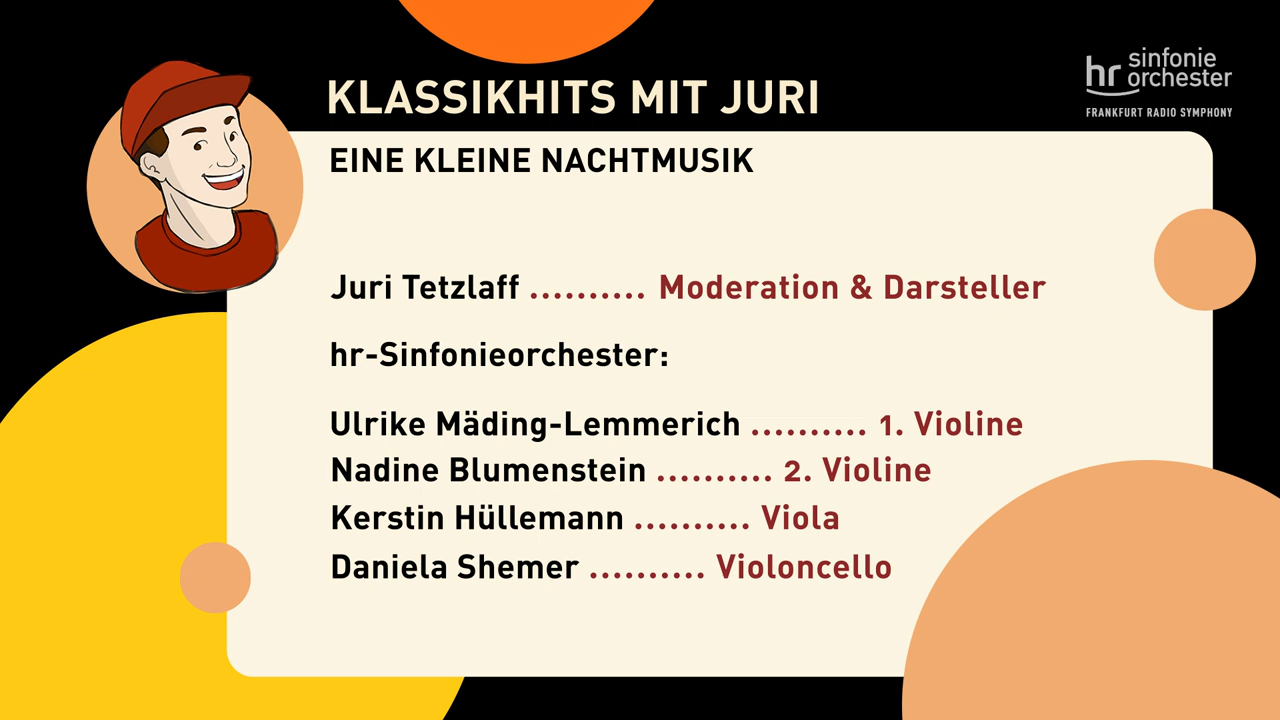 KLASSIKHITS MIT JURI
hr sinfonie orchester
FRANKFURT RADIO SYMPHONY
EINE KLEINE NACHTMUSIK
Juri Tetzlaff .......... Moderation & Darsteller
hr-Sinfonieorchester:
Ulrike Mäding-Lemmerich .......... 1. Violine
Nadine Blumenstein .......... 2. Violine
Kerstin Hüllemann .......... Viola
Daniela Shemer .......... Violoncello